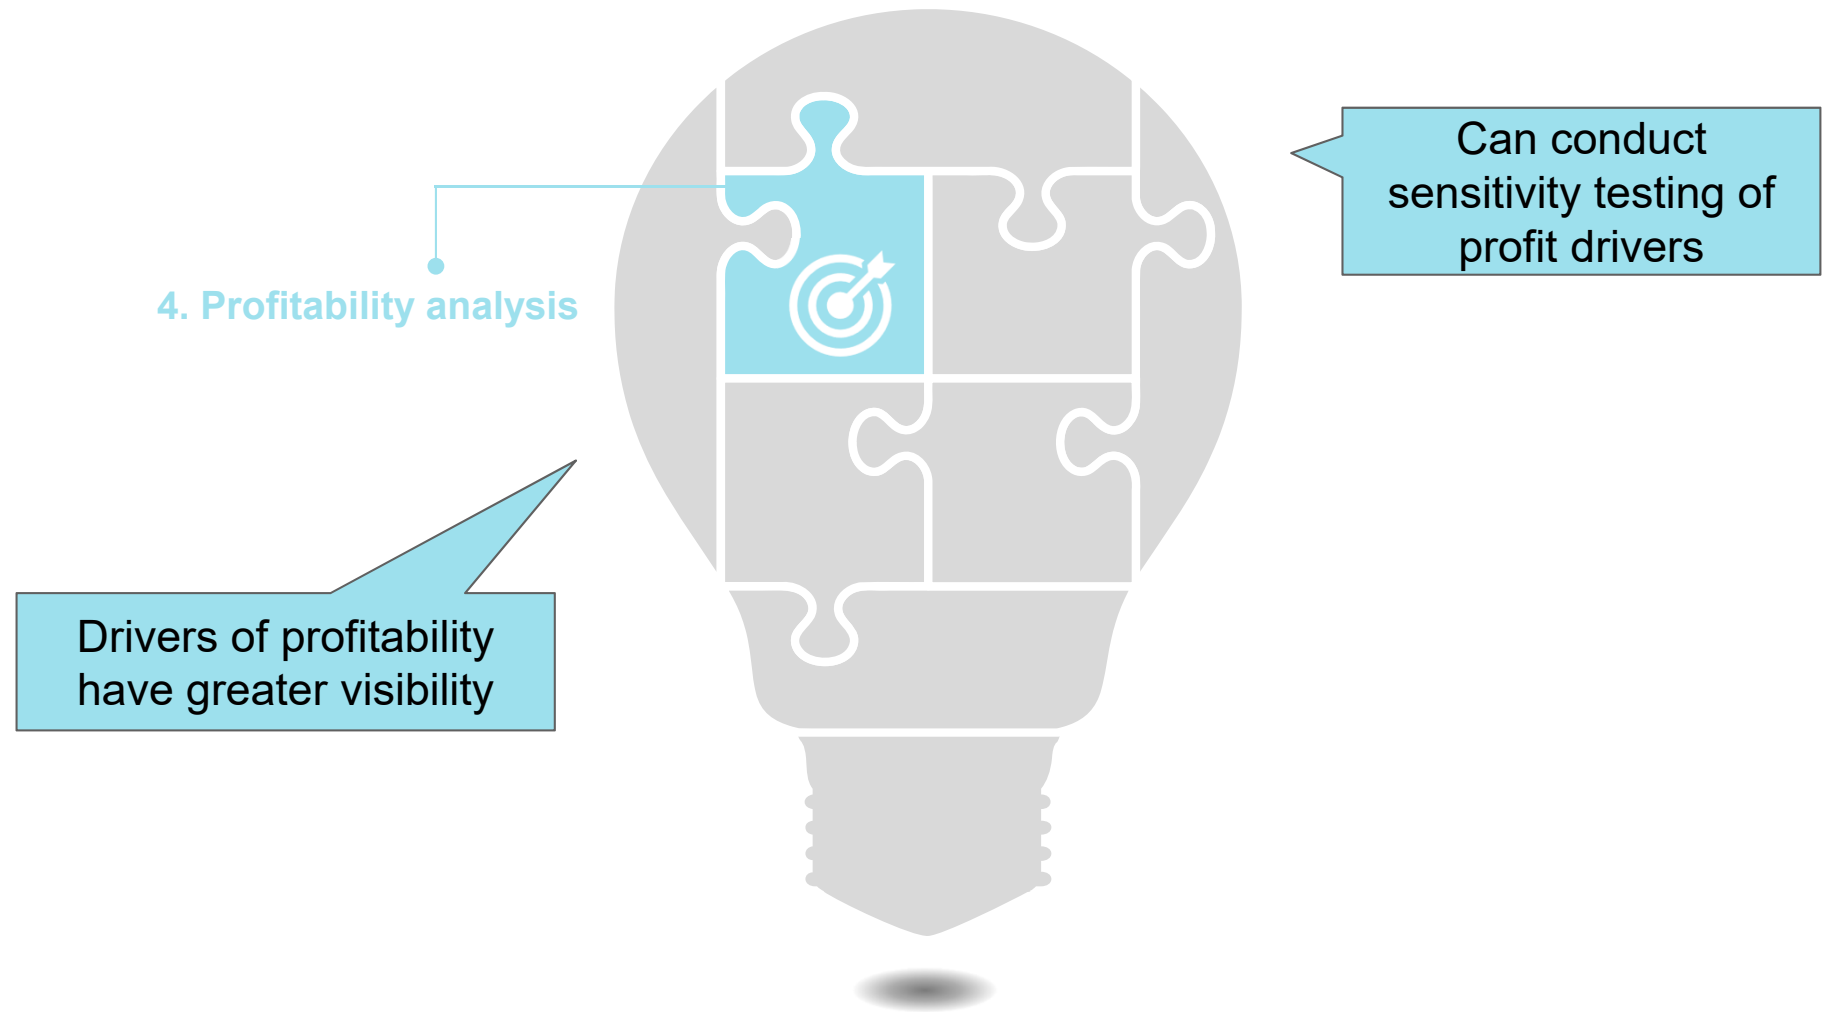 Can conduct
sensitivity testing of
profit drivers
4. Profitability analysis
Drivers of profitability
have greater visibility